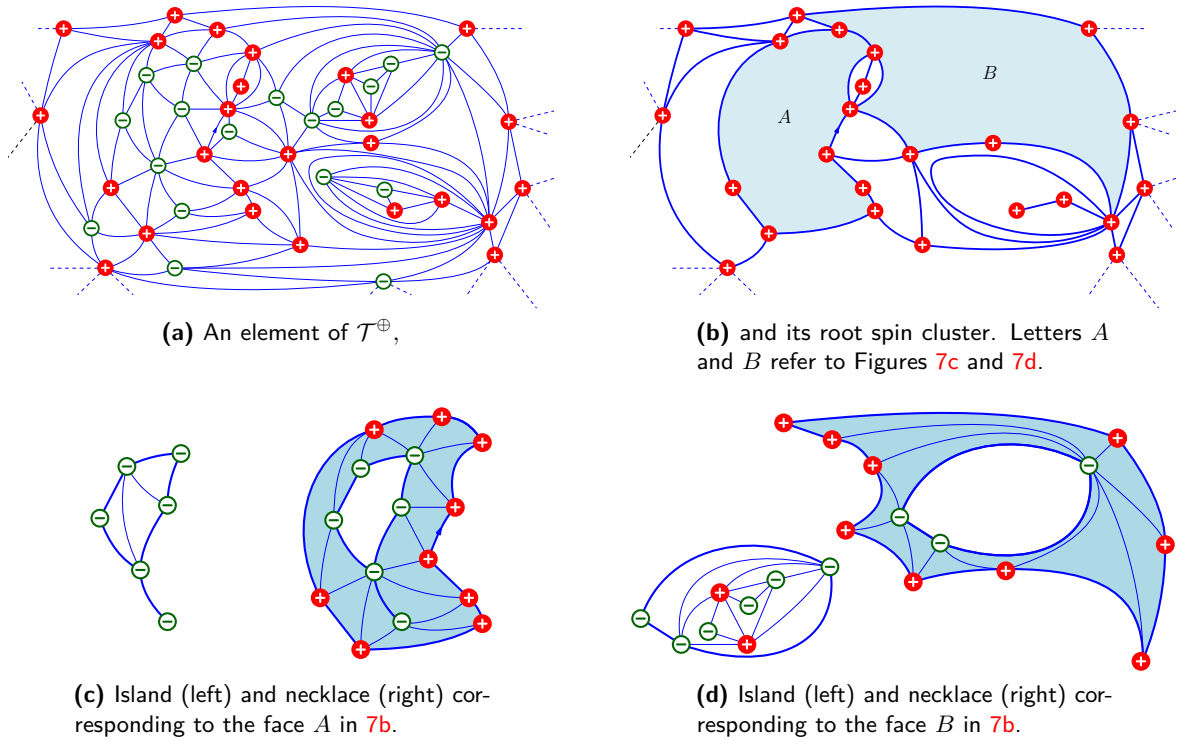 A
B
(a) An element of 𝒯⊕,
(b) and its root spin cluster. Letters A
and B refer to Figures 7c and 7d.
(c) Island (left) and necklace (right) cor-
responding to the face A in 7b.
(d) Island (left) and necklace (right) cor-
responding to the face B in 7b.